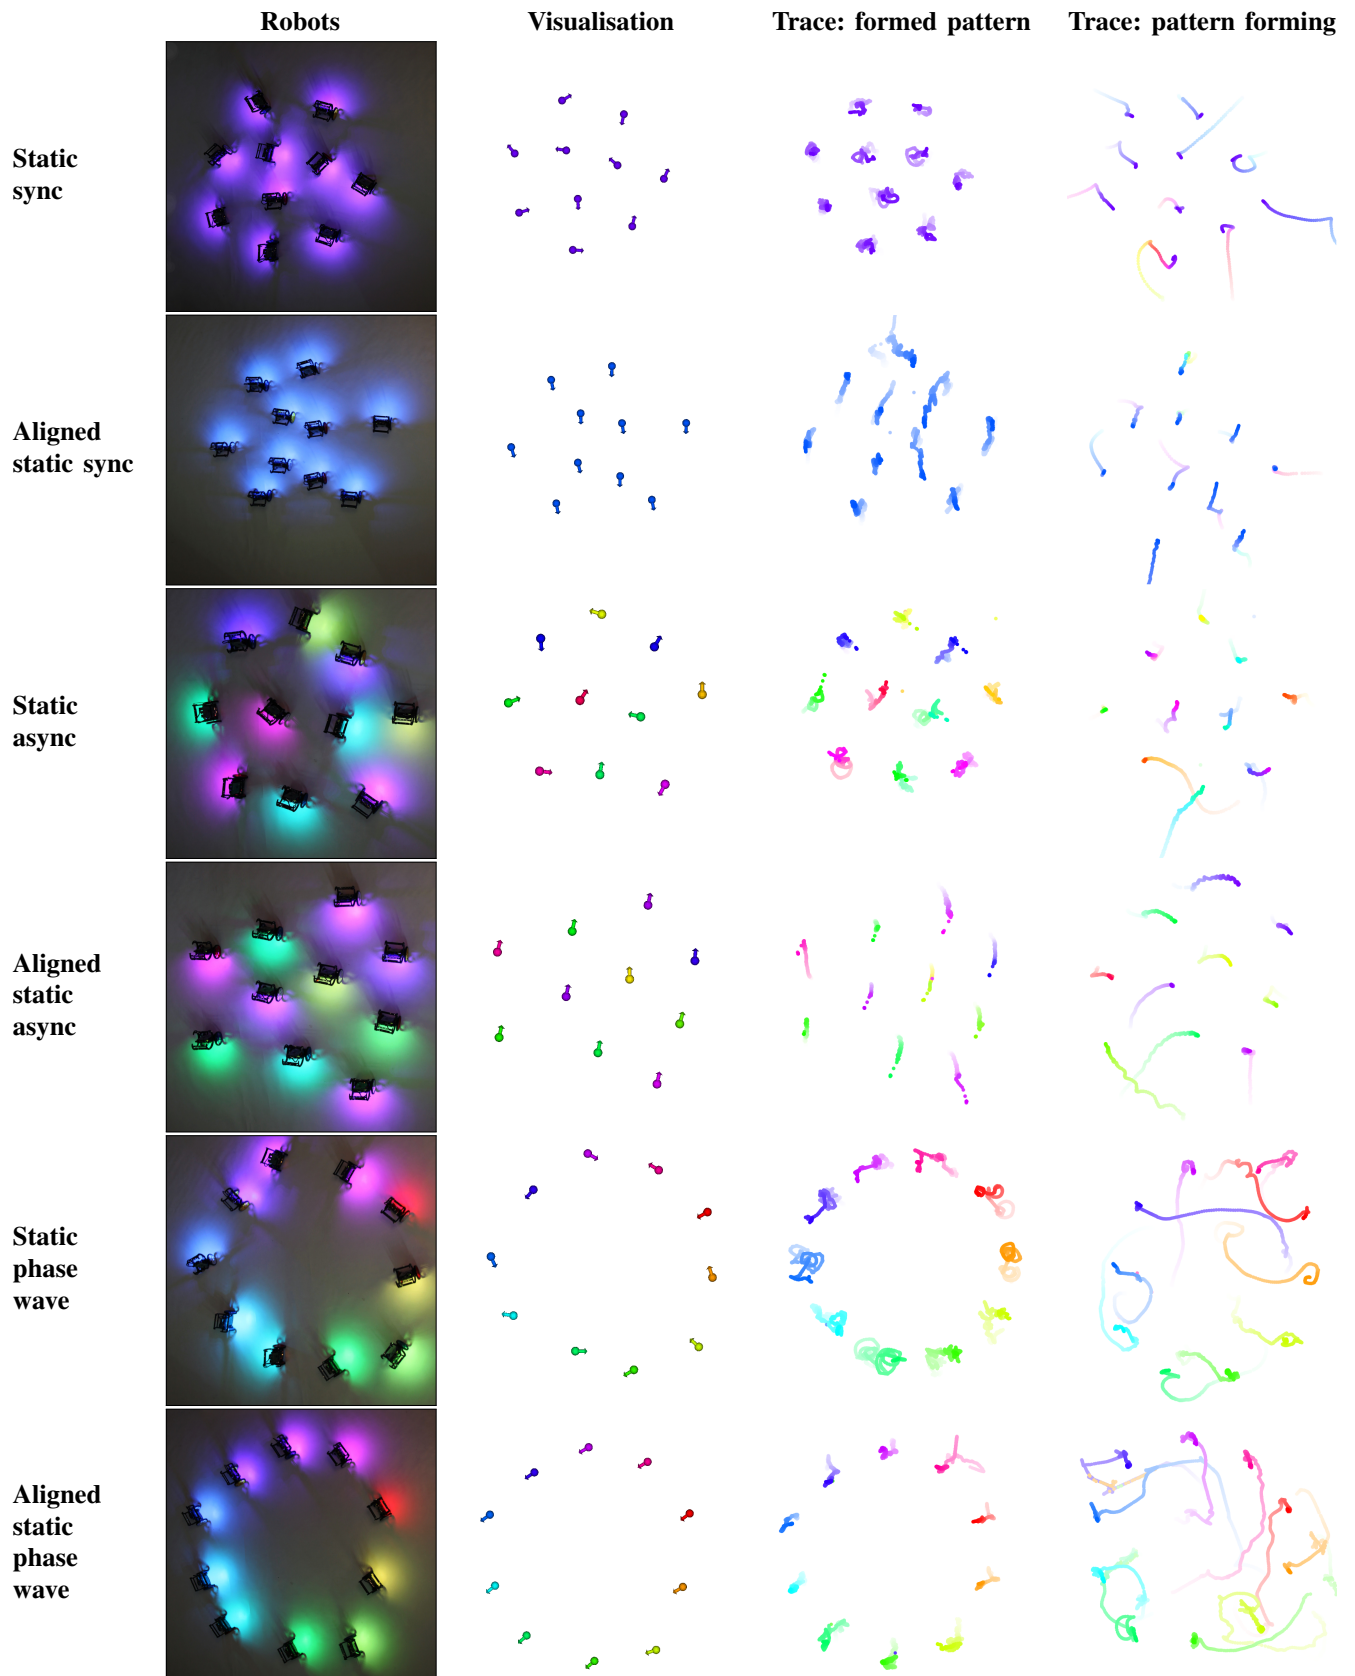 Robots Visualisation Trace: formed pattern Trace: pattern forming
Static
sync
Aligned
static sync
Static
async
Aligned
static
async
Static
phase
wave
Aligned
static
phase
wave